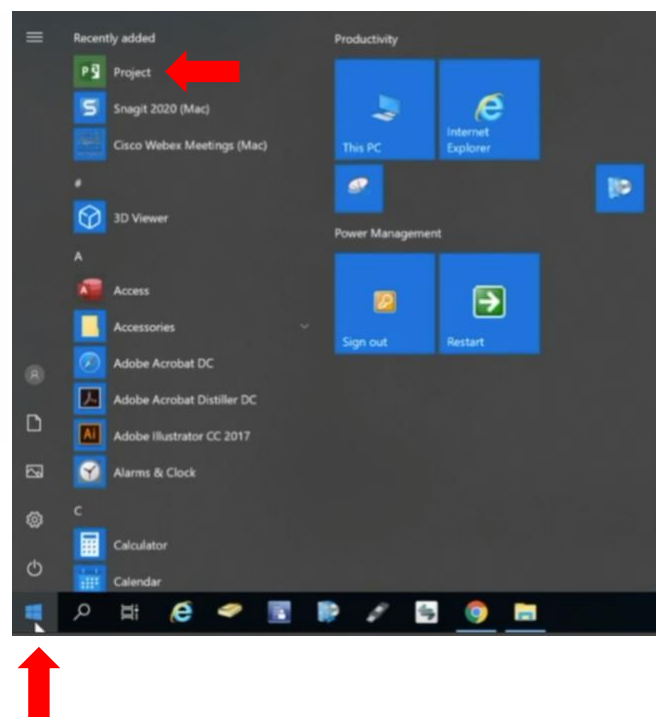 Recently added
Project
Snagit 2020 (Mac)
Cisco Webex Meetings (Mac)
#
3D Viewer
A
Access
Accessories
Adobe Acrobat DC
Adobe Acrobat Distiller DC
Adobe Illustrator CC 2017
Alarms & Clock
C
Calculator
Calendar
Productivity
This PC
Internet
Explorer
Power Management
Sign out
Restart